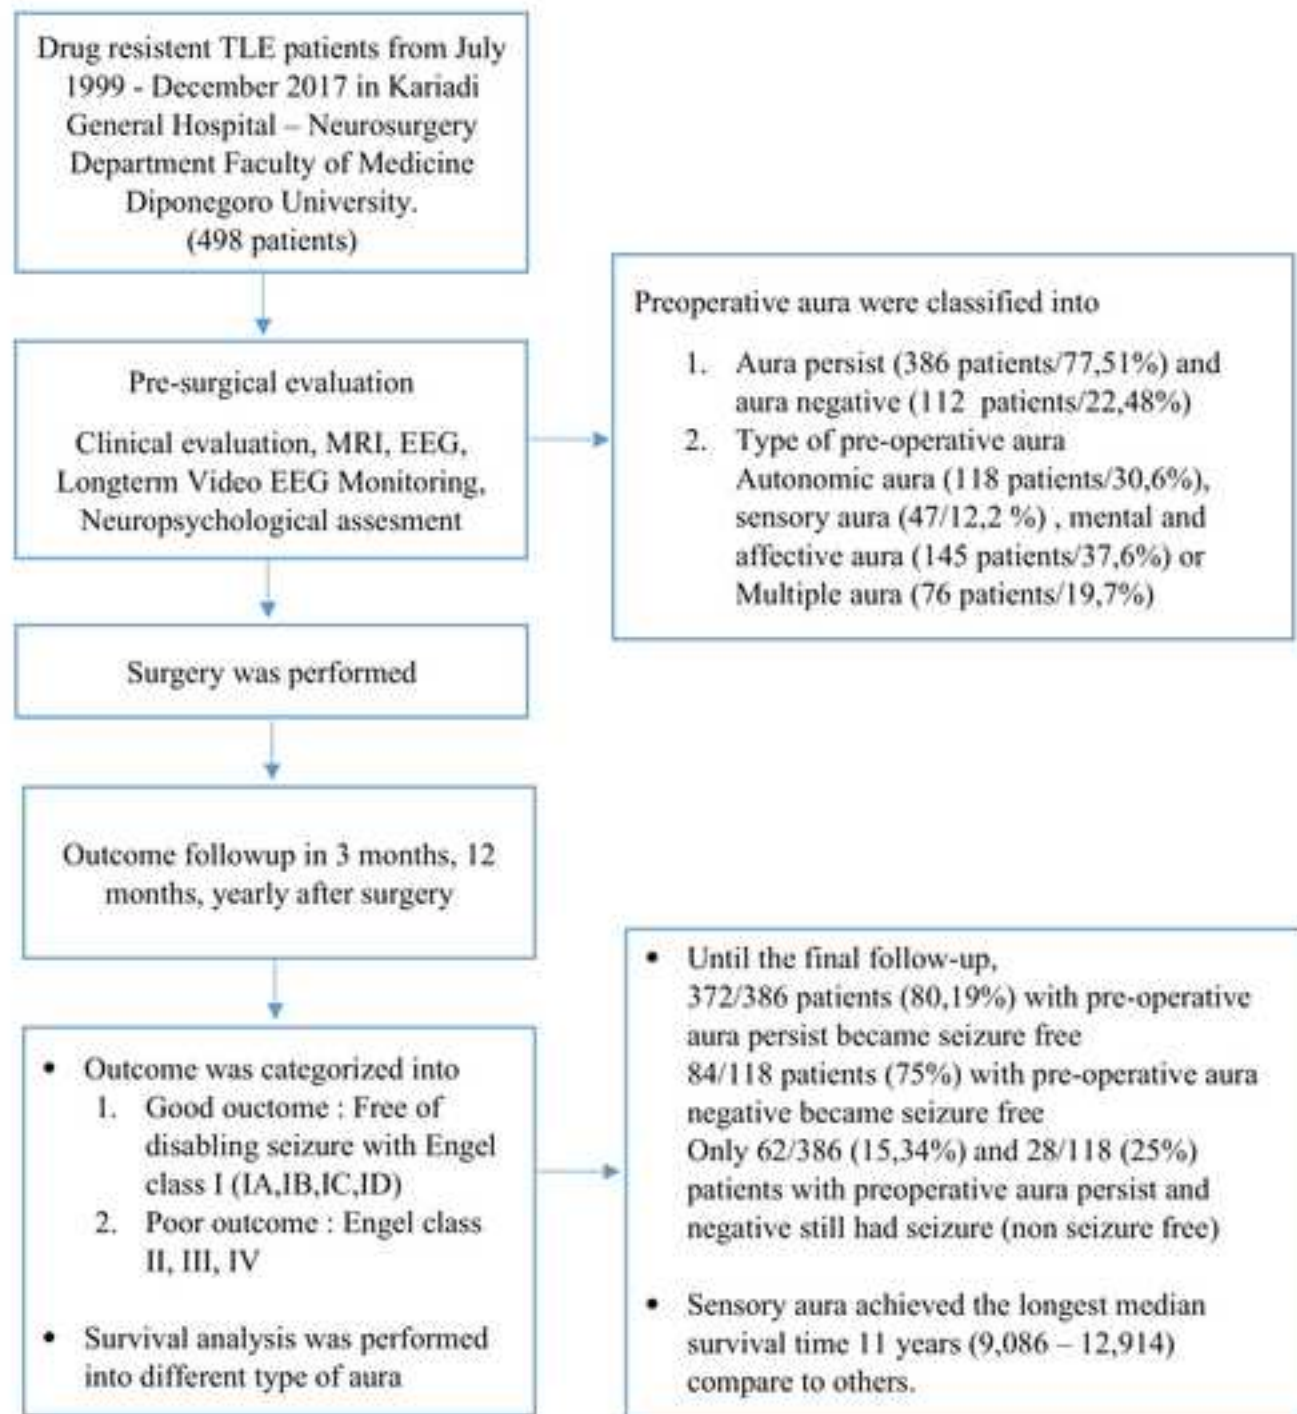 Drug resistent TLE patients from July
1999 - December 2017 in Kariadi
General Hospital – Neurosurgery
Department Faculty of Medicine
Diponegoro University.
(498 patients)
Pre-surgical evaluation
Clinical evaluation, MRI, EEG,
Longterm Video EEG Monitoring,
Neuropsychological assesment
Preoperative aura were classified into
1. Aura persist (386 patients/77,51%) and
aura negative (112 patients/22,48%)
2. Type of pre-operative aura
Autonomic aura (118 patients/30,6%),
sensory aura (47/12,2 %) , mental and
affective aura (145 patients/37,6%) or
Multiple aura (76 patients/19,7%)
Surgery was performed
Outcome followup in 3 months, 12
months, yearly after surgery
• Outcome was categorized into
1. Good ouctome : Free of
disabling seizure with Engel
class I (IA,IB,IC,ID)
2. Poor outcome : Engel class
II, III, IV
• Survival analysis was performed
into different type of aura
• Until the final follow-up,
372/386 patients (80,19%) with pre-operative
aura persist became seizure free
84/118 patients (75%) with pre-operative aura
negative became seizure free
Only 62/386 (15,34%) and 28/118 (25%)
patients with preoperative aura persist and
negative still had seizure (non seizure free)
• Sensory aura achieved the longest median
survival time 11 years (9,086 – 12,914)
compare to others.